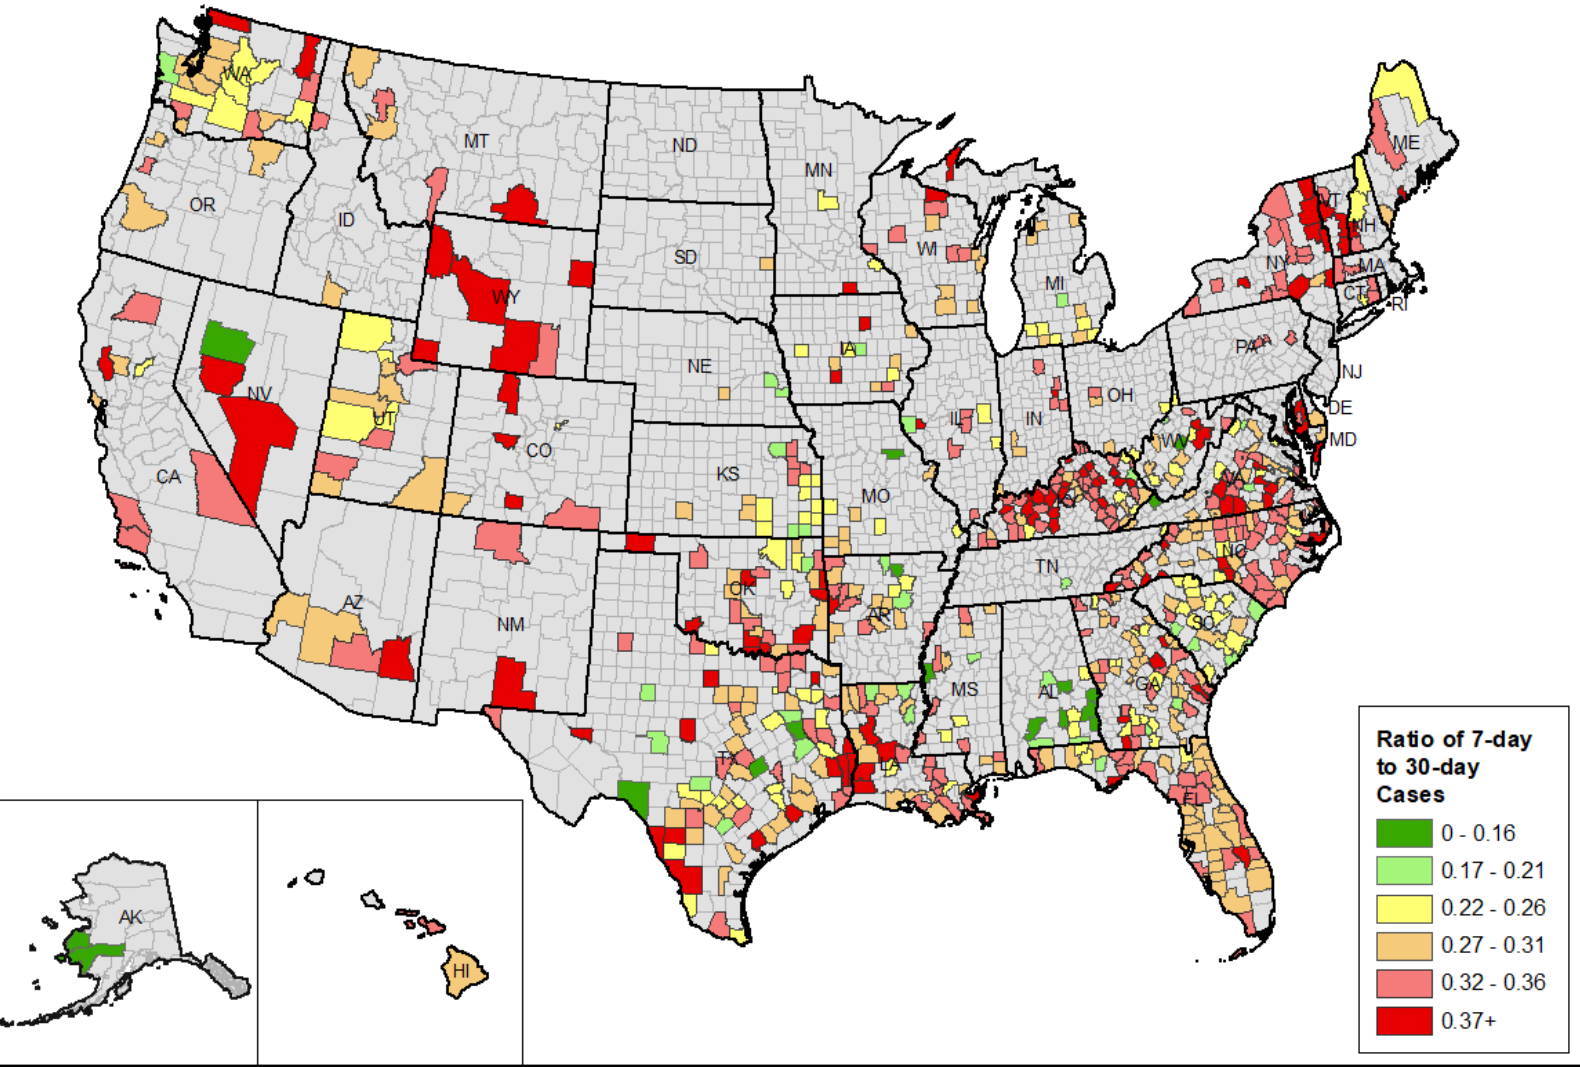 WA
MT
ND
MN
ME
OR
ID
SD
WI
MI
VT
NH
NY
MA
CT
RI
WY
NE
IA
PA
NJ
NV
UT
CO
IL
IN
OH
DE
MD
WV
CA
KS
MO
VA
AZ
NM
OK
AR
TN
NC
SC
MS
AL
GA
TX
LA
FL
AK
HI
Ratio of 7-day
to 30-day
Cases
0 - 0.16
0.17 - 0.21
0.22 - 0.26
0.27 - 0.31
0.32 - 0.36
0.37+